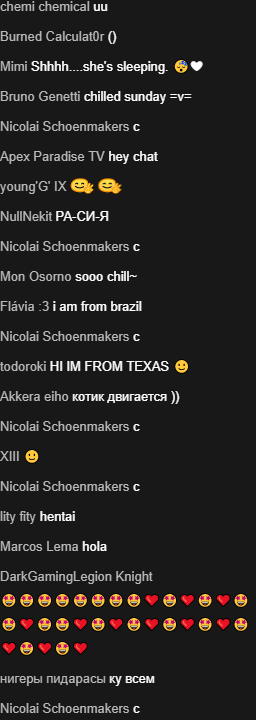 chemi chemical uu
Burned Calculat0r ()
Mimi Shhhh....she's sleeping. 😴🤍
Bruno Genetti chilled sunday =v=
Nicolai Schoenmakers c
Apex Paradise TV hey chat
young'G' IX 🥰 🥰
NullNekit РА-СИ-Я
Nicolai Schoenmakers c
Mon Osorno sooo chill~
Flávia :3 i am from brazil
Nicolai Schoenmakers c
todoroki HI IM FROM TEXAS 🙂
Akkera eiho котик двигается ))
Nicolai Schoenmakers c
XIII 🙂
Nicolai Schoenmakers c
lity fity hentai
Marcos Lema hola
DarkGamingLegion Knight
🤩🤩🤩🤩🤩🤩🤩🤩❤🤩❤🤩❤🤩
🤩❤🤩🤩🤩❤🤩❤🤩❤🤩❤🤩🤩
❤🤩❤🤩❤
нигеры пидарасы ку всем
Nicolai Schoenmakers c